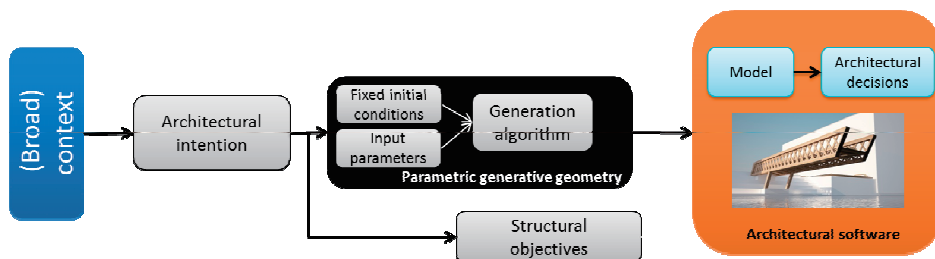 (Broad)
context
Architectural
intention
Fixed initial
conditions
Input
parameters
Generation
algorithm
Parametric generative geometry
Structural
objectives
Model
Architectural
decisions
Architectural software